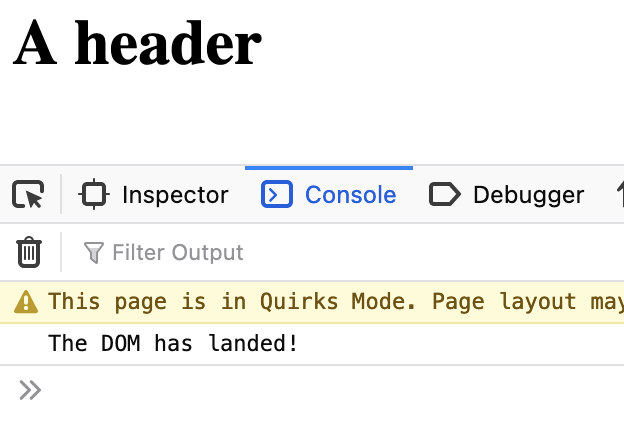 A header
Inspector Console Debugger
Filter Output
This page is in Quirks Mode. Page layout may
The DOM has landed!